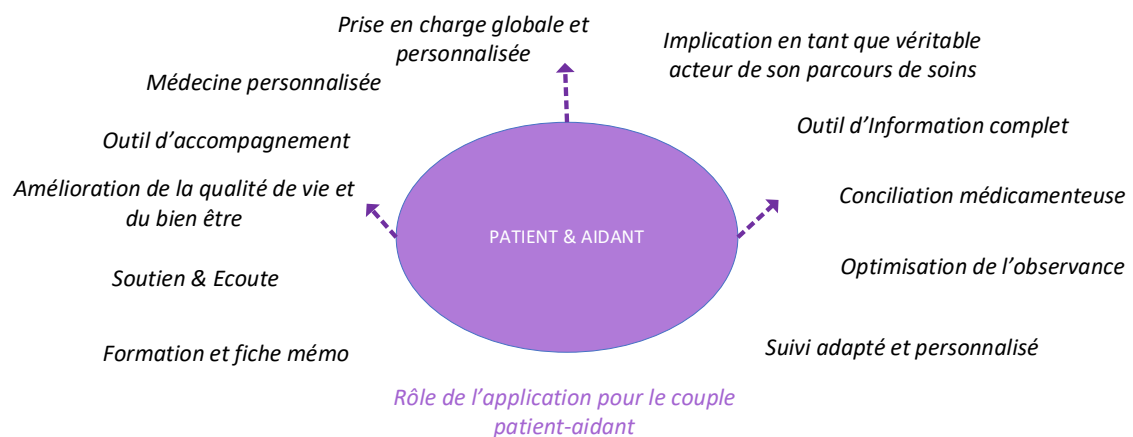 Prise en charge globale et
personnalisée
Implication en tant que véritable
acteur de son parcours de soins
Médecine personnalisée
Outil d’accompagnement
Outil d’Information complet
Amélioration de la qualité de vie et
du bien être
Conciliation médicamenteuse
PATIENT & AIDANT
Soutien & Ecoute
Optimisation de l’observance
Formation et fiche mémo
Suivi adapté et personnalisé
Rôle de l’application pour le couple
patient-aidant